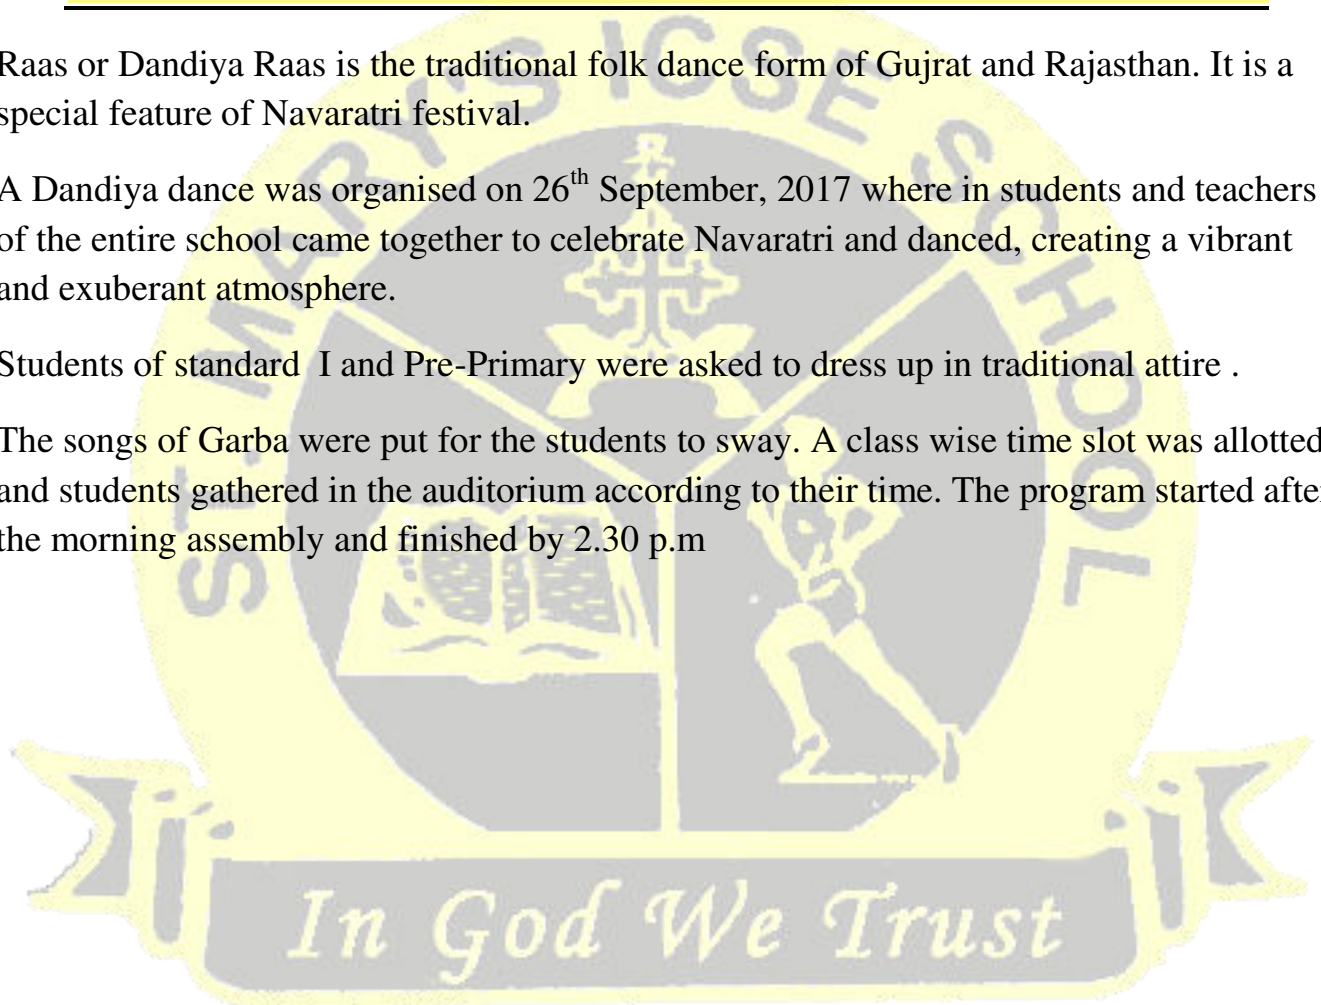 Raas or Dandiya Raas is the traditional folk dance form of Gujrat and Rajasthan. It is a
special feature of Navaratri festival.
A Dandiya dance was organised on 26th September, 2017 where in students and teachers
of the entire school came together to celebrate Navaratri and danced, creating a vibrant
and exuberant atmosphere.
Students of standard I and Pre-Primary were asked to dress up in traditional attire .
The songs of Garba were put for the students to sway. A class wise time slot was allotted
and students gathered in the auditorium according to their time. The program started after
the morning assembly and finished by 2.30 p.m
ST. MARY'S ICSE SCHOOL
In God We Trust